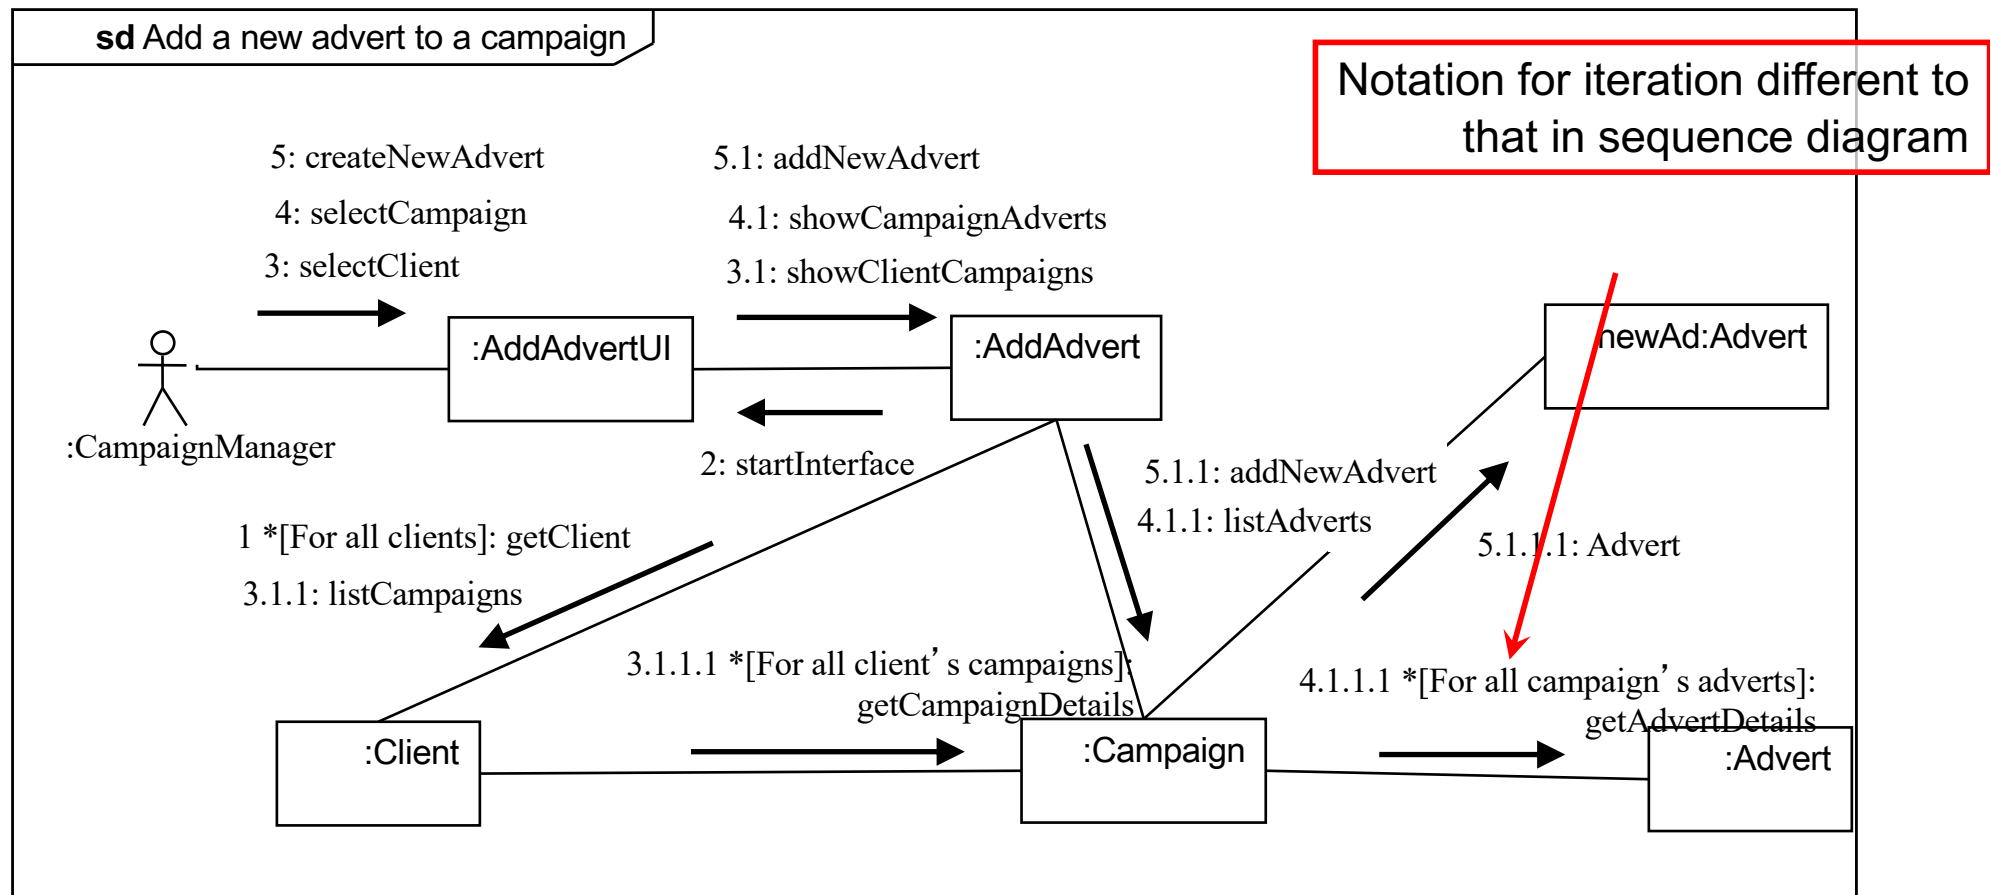 sd Add a new advert to a campaign
Notation for iteration different to
that in sequence diagram
5: createNewAdvert
4: selectCampaign
3: selectClient
5.1: addNewAdvert
4.1: showCampaignAdverts
3.1: showClientCampaigns
:AddAdvertUI
:AddAdvert
newAd:Advert
:CampaignManager
2: startInterface
5.1.1: addNewAdvert
4.1.1: listAdverts
1 *[For all clients]: getClient
3.1.1: listCampaigns
5.1.1.1: Advert
3.1.1.1 *[For all client’s campaigns]:
getCampaignDetails
4.1.1.1 *[For all campaign’s adverts]:
getAdvertDetails
:Client
:Campaign
:Advert